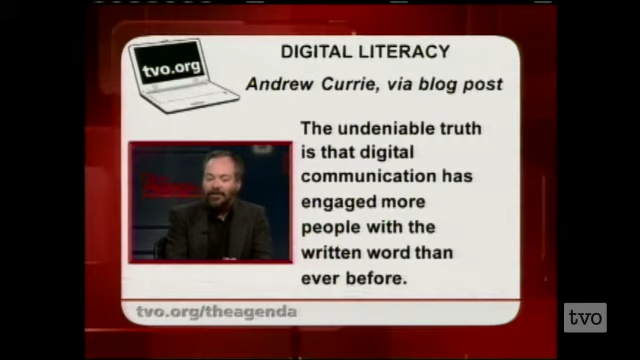 tvo.org
DIGITAL LITERACY
Andrew Currie, via blog post
The undeniable truth
is that digital
communication has
engaged more
people with the
written word than
ever before.
tvo.org/theagenda
tvo